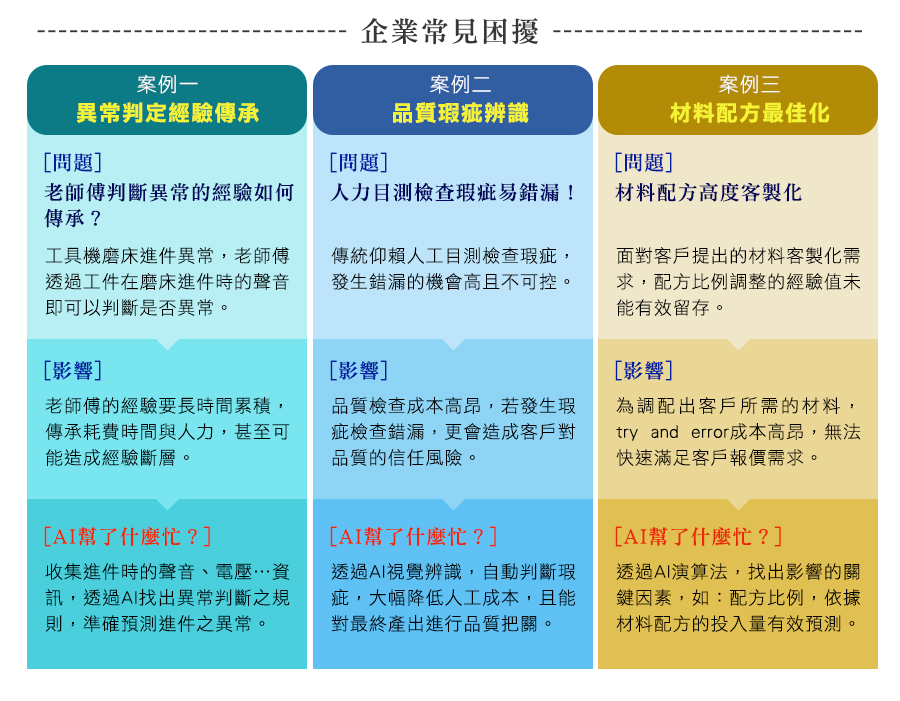 企業常見困擾
案例一
異常判定經驗傳承
[問題]
老師傅判斷異常的經驗如何
傳承？
工具機磨床進件異常，老師傅
透過工件在磨床進件時的聲音
即可以判斷是否異常。
[影響]
老師傅的經驗要長時間累積，
傳承耗費時間與人力，甚至可
能造成經驗斷層。
[AI幫了什麼忙？]
收集進件時的聲音、電壓…資
訊，透過AI找出異常判斷之規
則，準確預測進件之異常。
案例二
品質瑕疵辨識
[問題]
人力目測檢查瑕疵易錯漏！
傳統仰賴人工目測檢查瑕疵，
發生錯漏的機會高且不可控。
[影響]
品質檢查成本高昂，若發生瑕
疵檢查錯漏，更會造成客戶對
品質的信任風險。
[AI幫了什麼忙？]
透過AI視覺辨識，自動判斷瑕
疵，大幅降低人工成本，且能
對最終產出進行品質把關。
案例三
材料配方最佳化
[問題]
材料配方高度客製化
面對客戶提出的材料客製化需
求，配方比例調整的經驗值未
能有效留存。
[影響]
為調配出客戶所需的材料，
try and error成本高昂，無法
快速滿足客戶報價需求。
[AI幫了什麼忙？]
透過AI演算法，找出影響的關
鍵因素，如：配方比例，依據
材料配方的投入量有效預測。